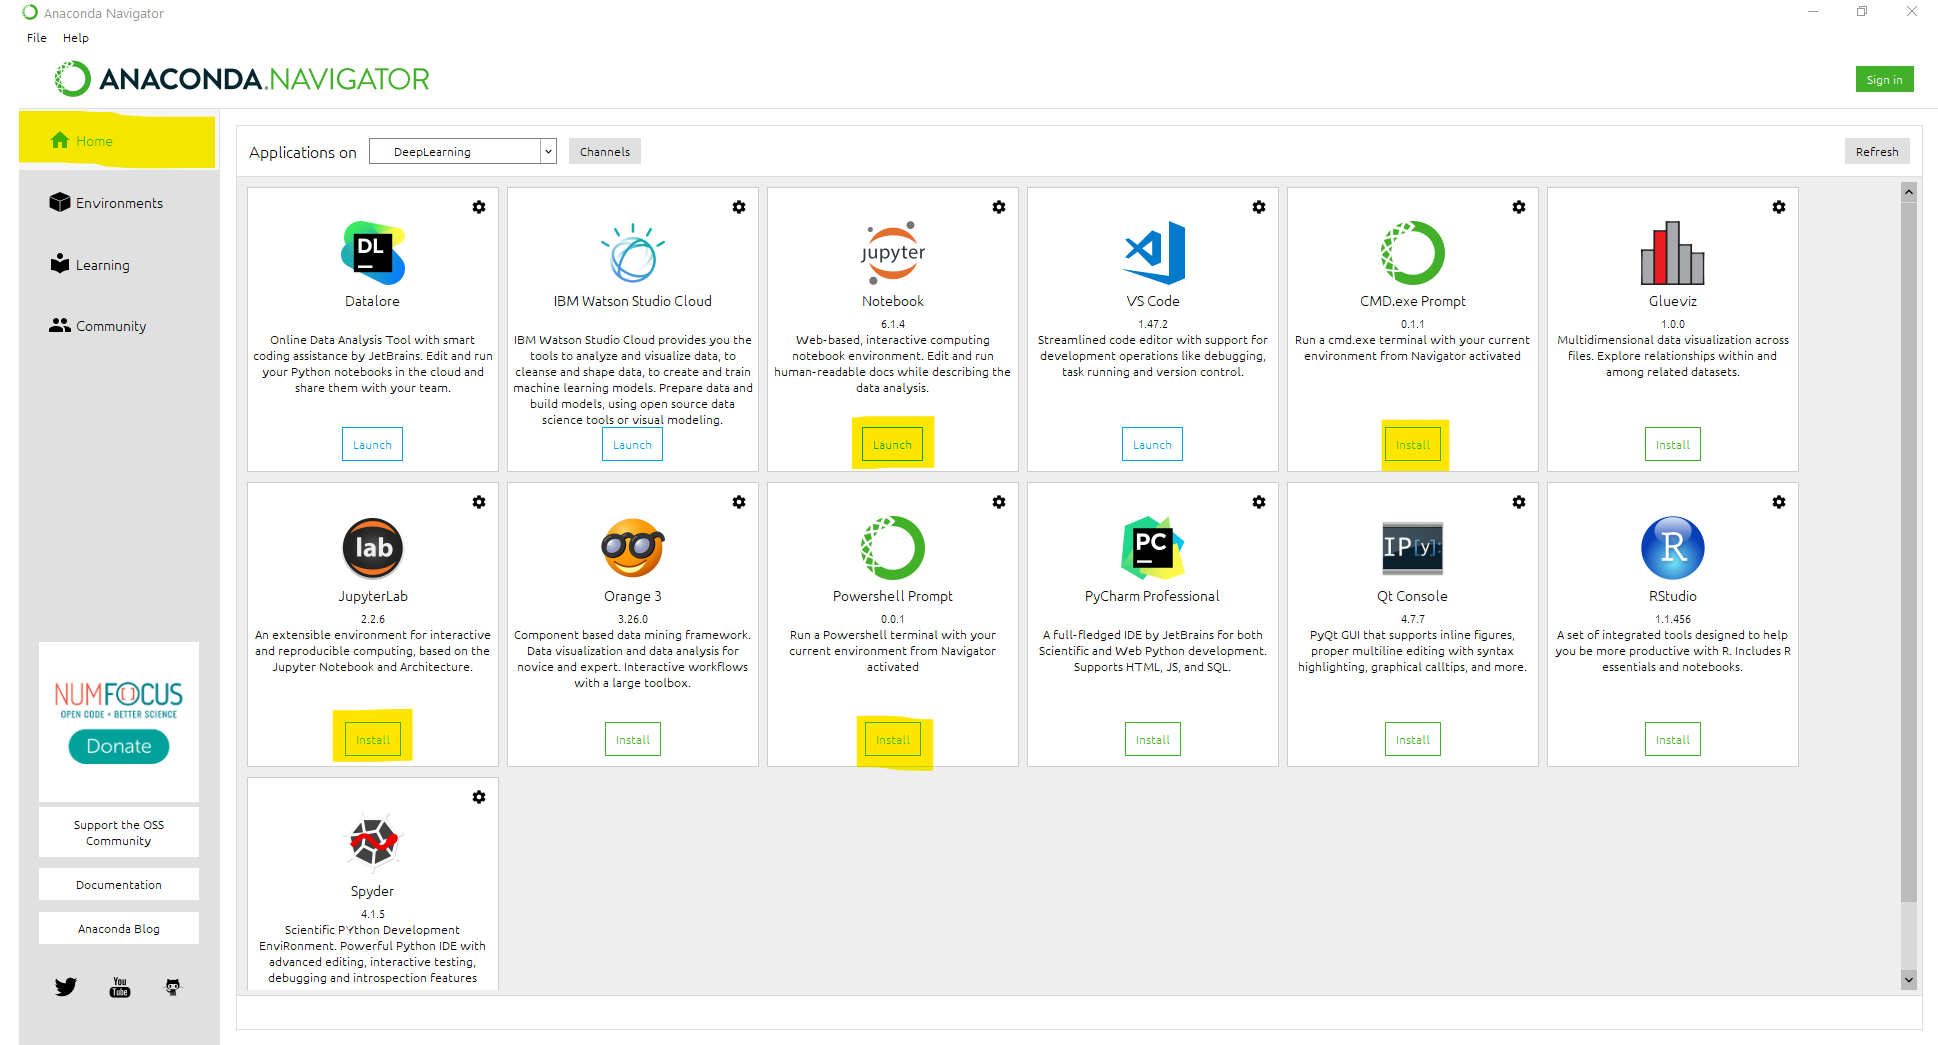 Anaconda Navigator
File Help
ANACONDA.NAVIGATOR
Sign in
Home
Environments
Learning
Community
NUMFOCUS
OPEN CODE = BETTER SCIENCE
Donate
Support the OSS
Community
Documentation
Anaconda Blog
You
Tube
Applications on DeepLearning Channels
Refresh
DL
Datalore
Online Data Analysis Tool with smart
coding assistance by JetBrains. Edit and run
your Python notebooks in the cloud and
share them with your team.
Launch
IBM Watson Studio Cloud
IBM Watson Studio Cloud provides you the
tools to analyze and visualize data, to
cleanse and shape data, to create and train
machine learning models. Prepare data and
build models, using open source data
science tools or visual modeling.
Launch
jupyter
Notebook
6.1.4
Web-based, interactive computing
notebook environment. Edit and run
human-readable docs while describing the
data analysis.
Launch
VS Code
1.47.2
Streamlined code editor with support for
development operations like debugging,
task running and version control.
Launch
CMD.exe Prompt
0.1.1
Run a cmd.exe terminal with your current
environment from Navigator activated
Install
Glueviz
1.0.0
Multidimensional data visualization across
files. Explore relationships within and
among related datasets.
Install
lab
JupyterLab
2.2.6
An extensible environment for interactive
and reproducible computing, based on the
Jupyter Notebook and Architecture.
Install
Orange 3
3.26.0
Component based data mining framework.
Data visualization and data analysis for
novice and expert. Interactive workflows
with a large toolbox.
Install
Powershell Prompt
0.0.1
Run a Powershell terminal with your
current environment from Navigator
activated
Install
PC
PyCharm Professional
A full-fledged IDE by JetBrains for both
Scientific and Web Python development.
Supports HTML, JS, and SQL.
Install
IP[y]:
Qt Console
4.7.7
PyQt GUI that supports inline figures,
proper multiline editing with syntax
highlighting, graphical calltips, and more.
Install
R
RStudio
1.1.456
A set of integrated tools designed to help
you be more productive with R. Includes R
essentials and notebooks.
Install
Spyder
4.1.5
Scientific PYthon Development
EnviRonment. Powerful Python IDE with
advanced editing, interactive testing,
debugging and introspection features